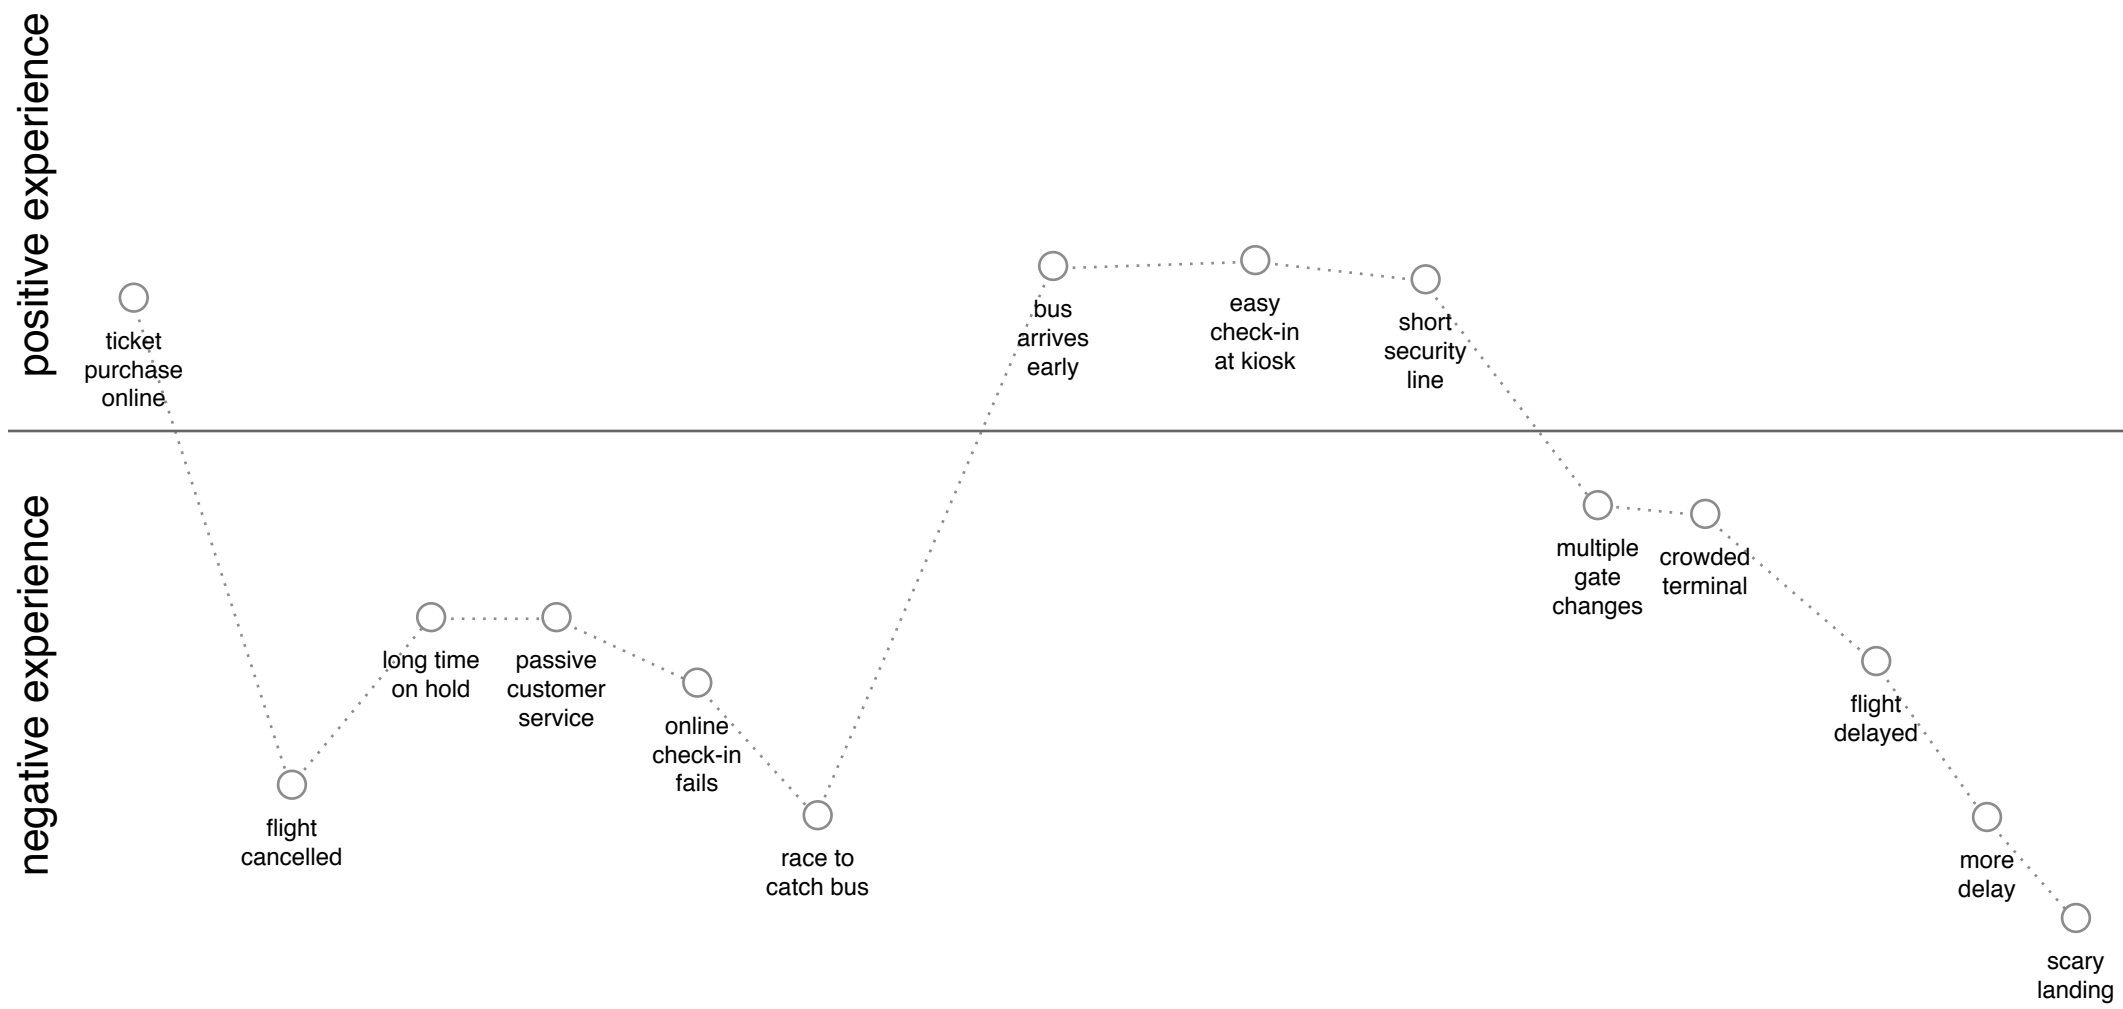 positive experience
ticket
purchase
online
bus
arrives
early
easy
check-in
at kiosk
short
security
line
negative experience
flight
cancelled
long time
on hold
passive
customer
service
online
check-in
fails
race to
catch bus
multiple
gate
changes
crowded
terminal
flight
delayed
more
delay
scary
landing